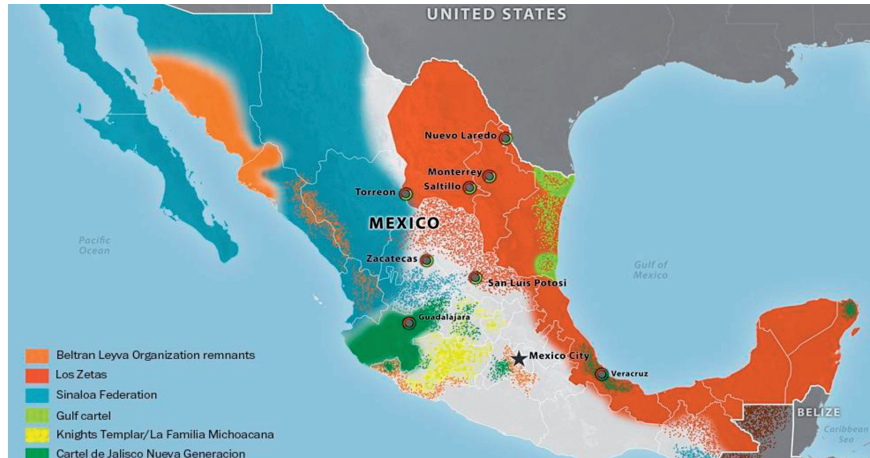 UNITED STATES
Nuevo Laredo
Monterrey
Saltillo
Torreon
MEXICO
Pacific
Ocean
Gulf of
Mexico
Zacatecas
San Luis Potosi
Guadalajara
Mexico City
Veracruz
BELIZE
Caribbean
Sea
Beltran Leyva Organization remnants
Los Zetas
Sinaloa Federation
Gulf cartel
Knights Templar/La Familia Michoacana
Cartel de Jalisco Nueva Generacion